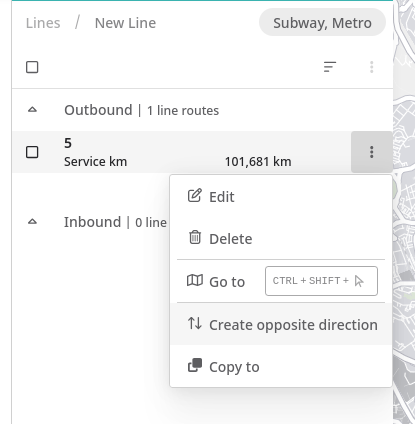 Lines / New Line Subway, Metro
Outbound | 1 line routes
5
Service km 101,681 km
Inbound | 0 line
Edit
Delete
Go to CTRL + SHIFT +
Create opposite direction
Copy to